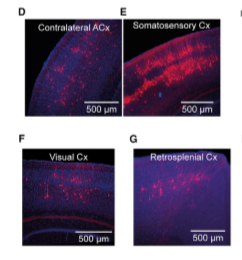 D
Contralateral ACx
500 µm
E
Somatosensory Cx
500 µm
F
Visual Cx
500 µm
G
Retrosplenial Cx
500 µm